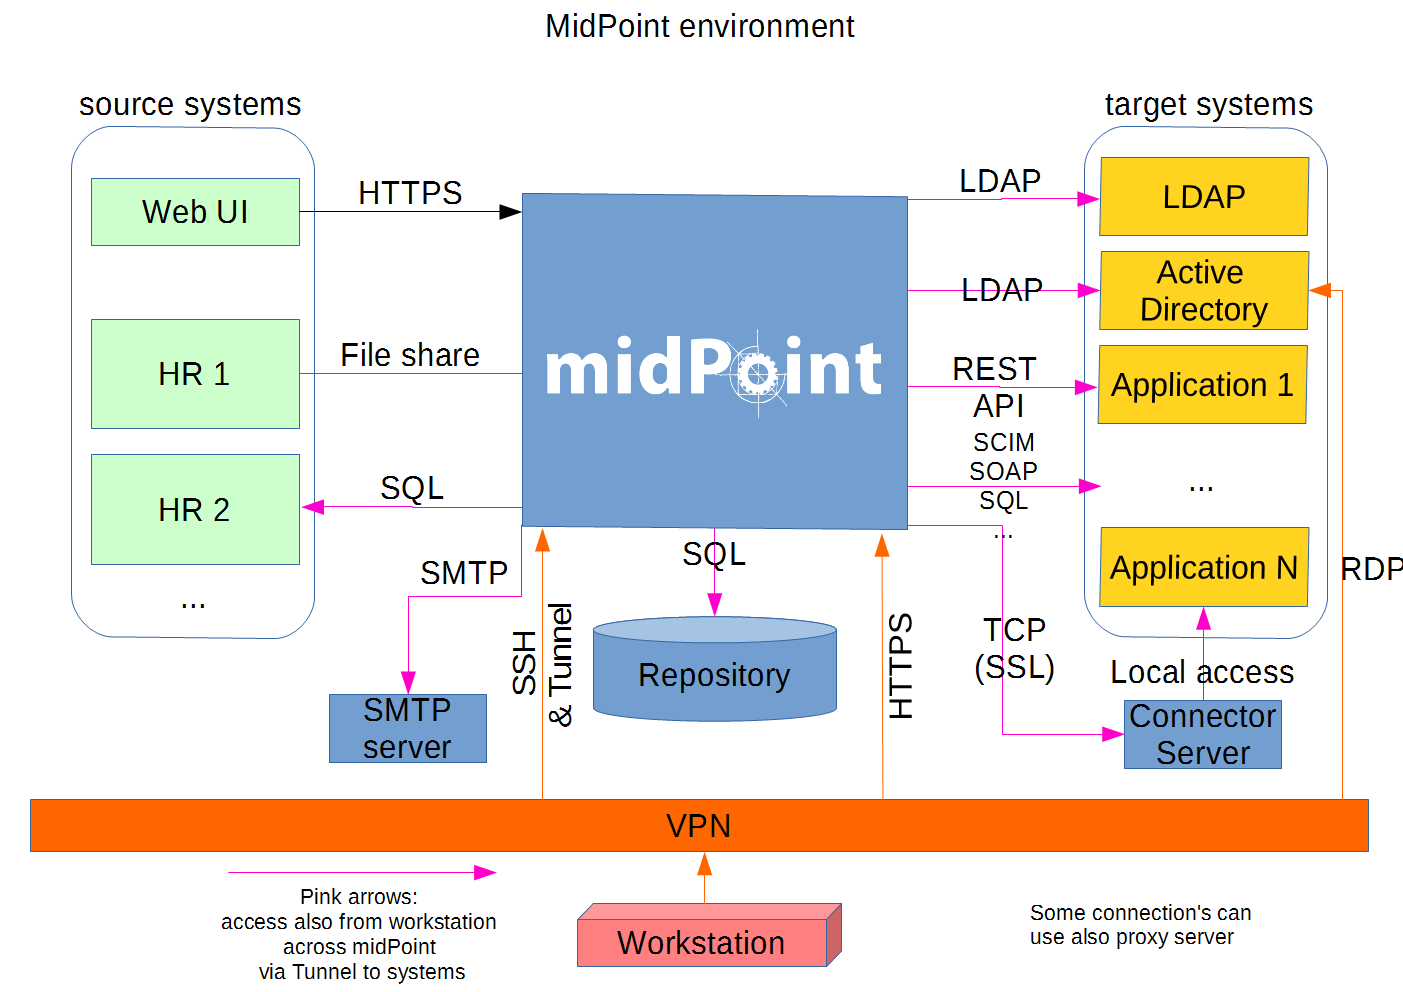 MidPoint environment
source systems
target systems
Web UI
HTTPS
HR 1
File share
HR 2
SQL
...
midPoint
LDAP
LDAP
LDAP
Active
Directory
REST
API
Application 1
SCIM
SOAP
SQL
...
...
Application N
RDP
SMTP
SMTP
server
SSH
& Tunnel
SQL
Repository
HTTPS
TCP
(SSL)
Local access
Connector
Server
VPN
Pink arrows:
access also from workstation
across midPoint
via Tunnel to systems
Workstation
Some connection's can
use also proxy server